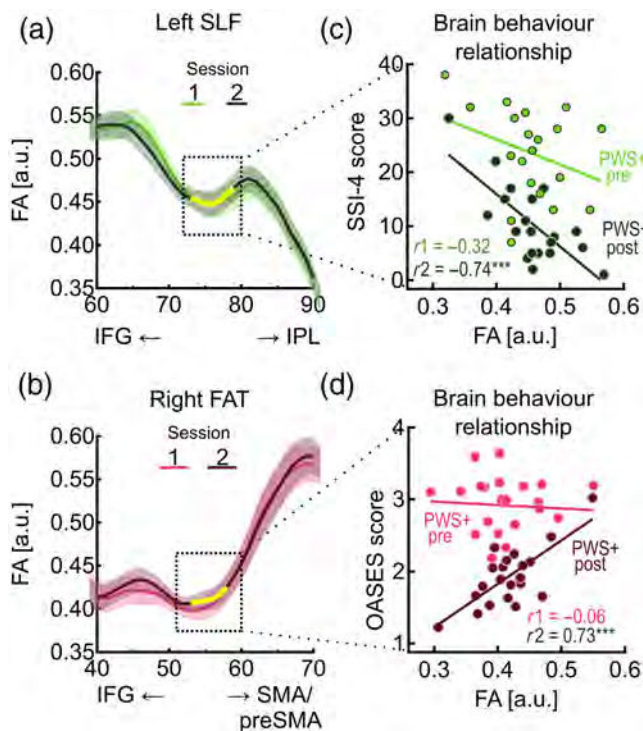 (a) Left SLF
Session
1 2
FA [a.u.]
0.60
0.55
0.50
0.45
0.40
0.35
60 70 80 90
IFG ← → IPL
(c) Brain behaviour
relationship
SSI-4 score
40
30
20
10
0
PWS+
pre
PWS+
post
r1 = −0.32
r2 = −0.74***
0.3 0.4 0.5 0.6
FA [a.u.]
(b) Right FAT
Session
1 2
FA [a.u.]
0.60
0.55
0.50
0.45
0.40
0.35
40 50 60 70
IFG ← → SMA/
preSMA
(d) Brain behaviour
relationship
OASES score
4
3
2
1
PWS+
pre
PWS+
post
r1 = −0.06
r2 = 0.73***
0.3 0.4 0.5 0.6
FA [a.u.]